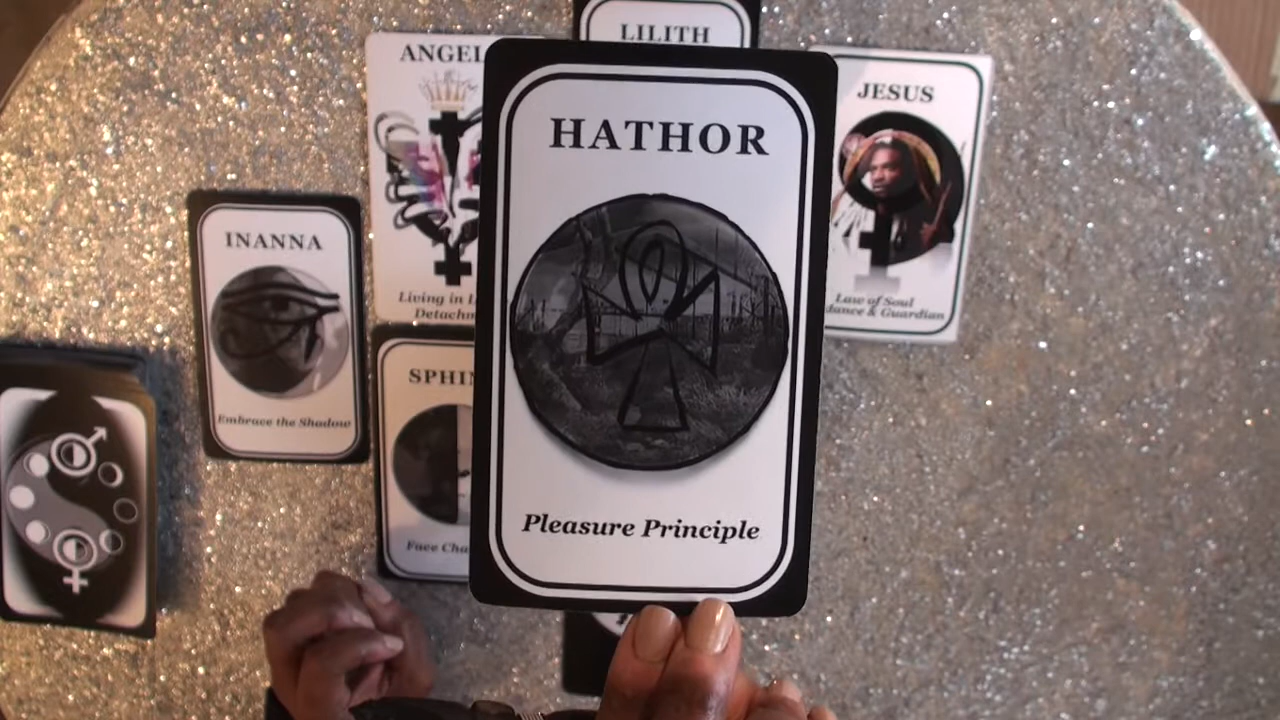 LILITH
ANGEL
Living in
Detachm
HATHOR
Pleasure Principle
JESUS
Law of Soul
dance & Guardian
INANNA
Embrace the Shadow
SPHIN
Face Cha